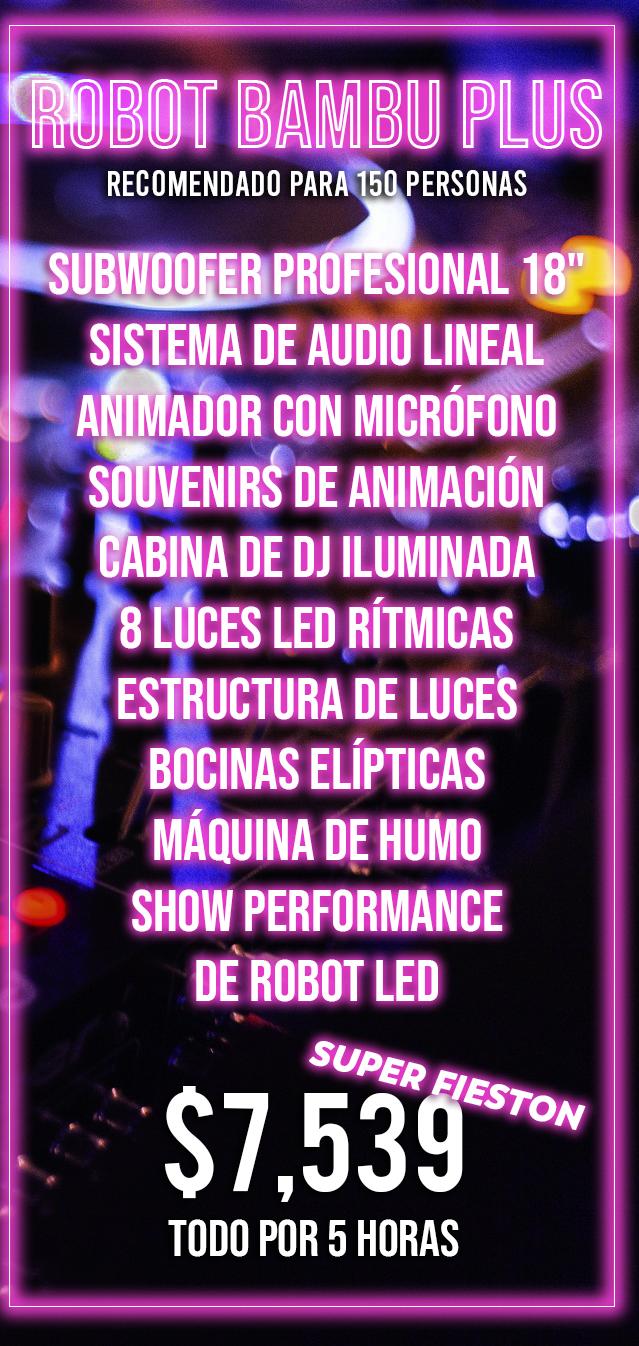 ROBOT BAMBU PLUS
RECOMENDADO PARA 150 PERSONAS
SUBWOOFER PROFESIONAL 18"
SISTEMA DE AUDIO LINEAL
ANIMADOR CON MICRÓFONO
SOUVENIRS DE ANIMACIÓN
CABINA DE DJ ILUMINADA
8 LUCES LED RÍTMICAS
ESTRUCTURA DE LUCES
BOCINAS ELÍPTICAS
MÁQUINA DE HUMO
SHOW PERFORMANCE
DE ROBOT LED
SUPER FIESTON
$7,539
TODO POR 5 HORAS